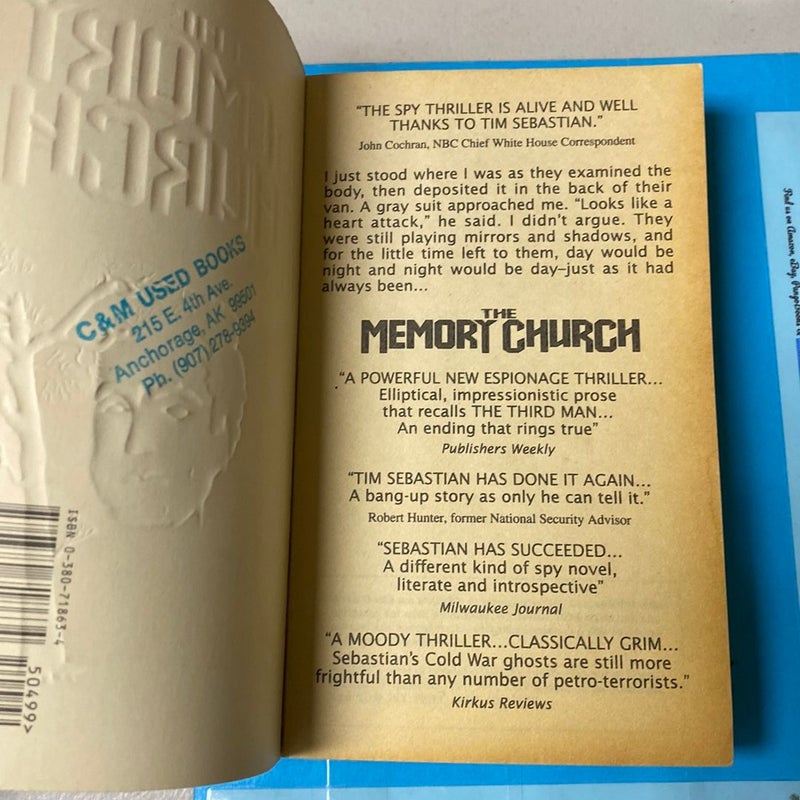 C&M USED BOOKS
215 E. 4th Ave.
Anchorage, AK 99501
Ph. (907) 278-9394
ISBN 0-380-71863-4
50499>
“THE SPY THRILLER IS ALIVE AND WELL
THANKS TO TIM SEBASTIAN.”
John Cochran, NBC Chief White House Correspondent
I just stood where I was as they examined the
body, then deposited it in the back of their
van. A gray suit approached me. “Looks like a
heart attack,” he said. I didn’t argue. They
were still playing mirrors and shadows, and
for the little time left to them, day would be
night and night would be day–just as it had
always been...
THE
MEMORY CHURCH
“A POWERFUL NEW ESPIONAGE THRILLER...
Elliptical, impressionistic prose
that recalls THE THIRD MAN...
An ending that rings true”
Publishers Weekly
“TIM SEBASTIAN HAS DONE IT AGAIN...
A bang-up story as only he can tell it.”
Robert Hunter, former National Security Advisor
“SEBASTIAN HAS SUCCEEDED...
A different kind of spy novel,
literate and introspective”
Milwaukee Journal
“A MOODY THRILLER...CLASSICALLY GRIM...
Sebastian’s Cold War ghosts are still more
frightful than any number of petro-terrorists.”
Kirkus Reviews
Find us on Amazon, eBay,